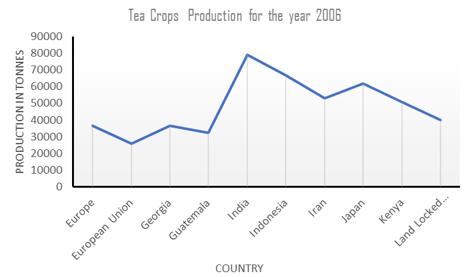 Tea Crops Production for the year 2006
90000
80000
70000
60000
50000
40000
30000
20000
10000
0
PRODUCTION IN TONNES
Europe
European Union
Georgia
Guatemala
India
Indonesia
Iran
Japan
Kenya
Land Locked...
COUNTRY